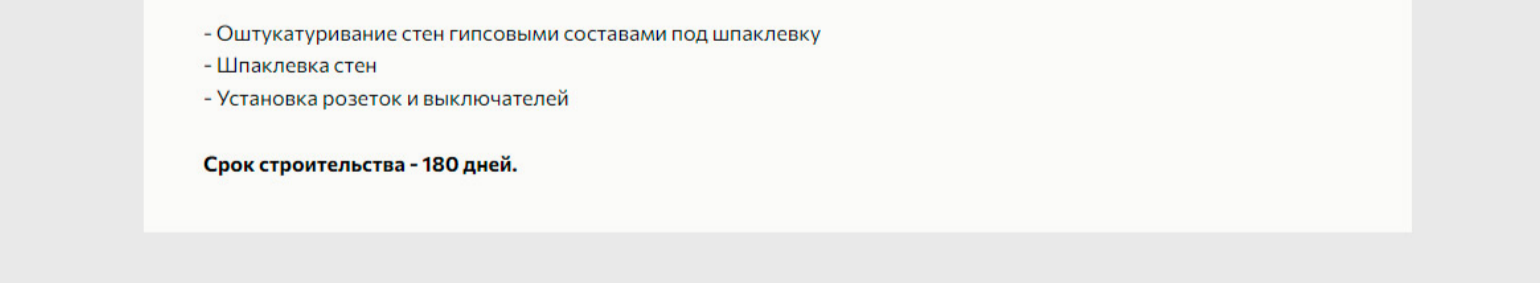 - Оштукатуривание стен гипсовыми составами под шпаклевку
- Шпаклевка стен
- Установка розеток и выключателей
Срок строительства - 180 дней.